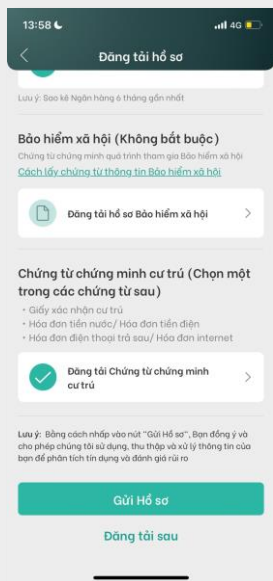 13:58
4G
Đăng tải hồ sơ
Lưu ý: Sao kê Ngân hàng 6 tháng gần nhất
Bảo hiểm xã hội (Không bắt buộc)
Chứng từ chứng minh quá trình tham gia Bảo hiểm xã hội
Cách lấy chứng từ thông tin Bảo hiểm xã hội
Đăng tải hồ sơ Bảo hiểm xã hội
Chứng từ chứng minh cư trú (Chọn một
trong các chứng từ sau)
• Giấy xác nhận cư trú
• Hóa đơn tiền nước/ Hóa đơn tiền điện
• Hóa đơn điện thoại trả sau/ Hóa đơn internet
Đăng tải Chứng từ chứng minh
cư trú
Lưu ý: Bằng cách nhấp vào nút "Gửi Hồ sơ", Bạn đồng ý và
cho phép chúng tôi sử dụng, thu thập và xử lý thông tin của
bạn để phân tích tín dụng và đánh giá rủi ro
Gửi Hồ sơ
Đăng tải sau